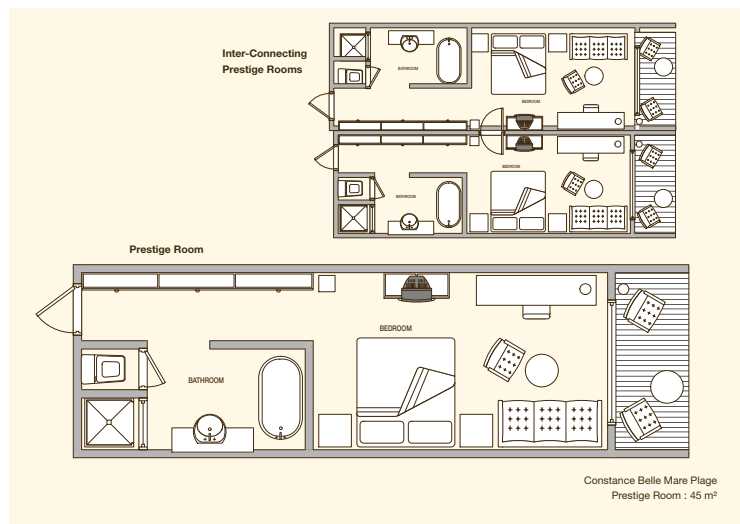 Inter-Connecting
Prestige Rooms
BATHROOM
BEDROOM
BEDROOM
BATHROOM
Prestige Room
BEDROOM
BATHROOM
Constance Belle Mare Plage
Prestige Room : 45 m²